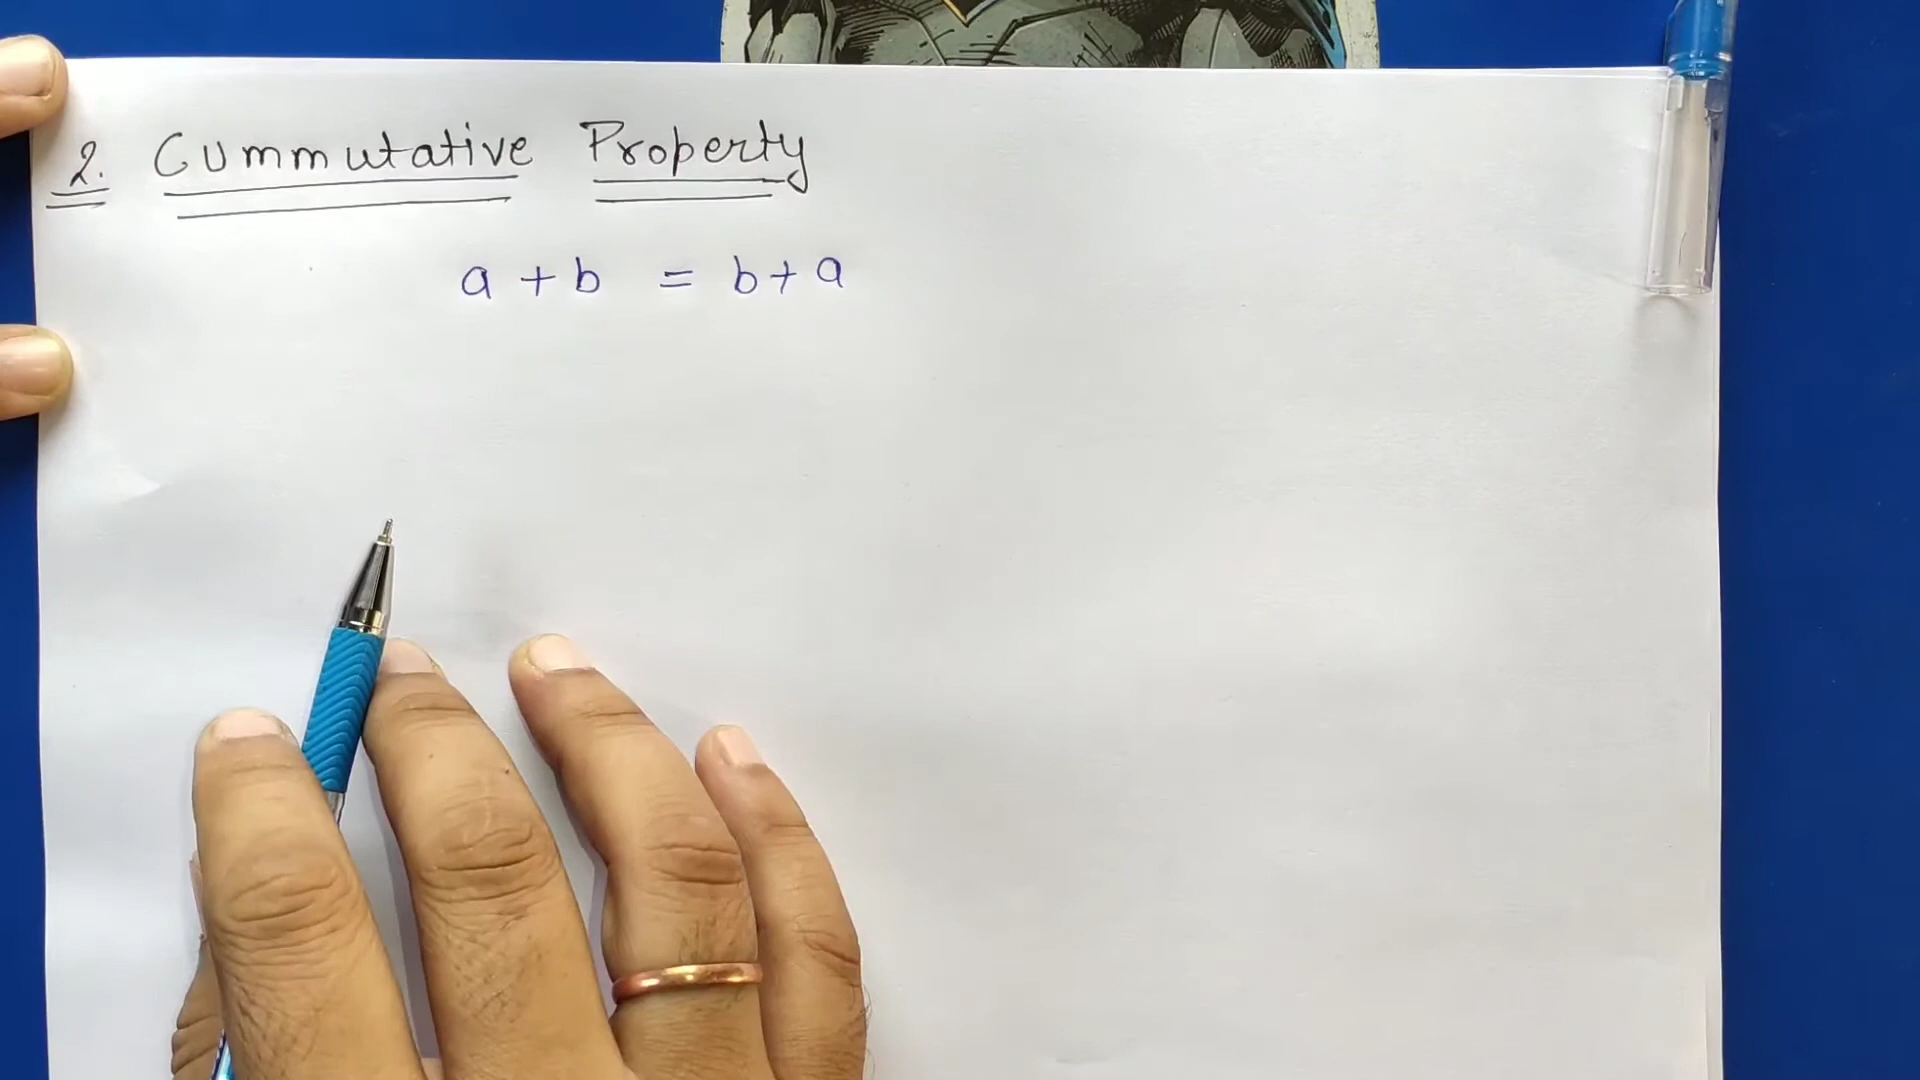 2. Cummutative Property
a + b = b + a